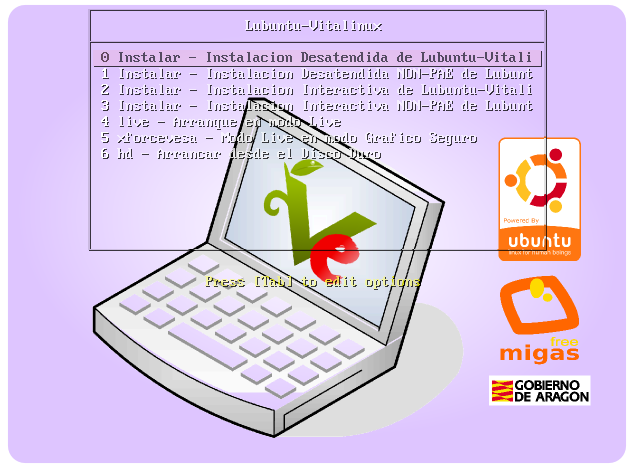 Lubuntu-Vitalinux
0 Instalar - Instalacion Desatendida de Lubuntu-Vitali
1 Instalar - Instalacion Desatendida NON-PAE de Lubunt
2 Instalar - Instalacion Interactiva de Lubuntu-Vitali
3 Instalar - Instalacion Interactiva NON-PAE de Lubunt
4 live - Arranque en modo Live
5 xforcevesa - Modo Live en modo Grafico Seguro
6 hd - Arrancar desde el Disco Duro
Ve
Powered By
ubuntu
linux for human beings
Press [Tab] to edit options
free
migas
GOBIERNO
DE ARAGON